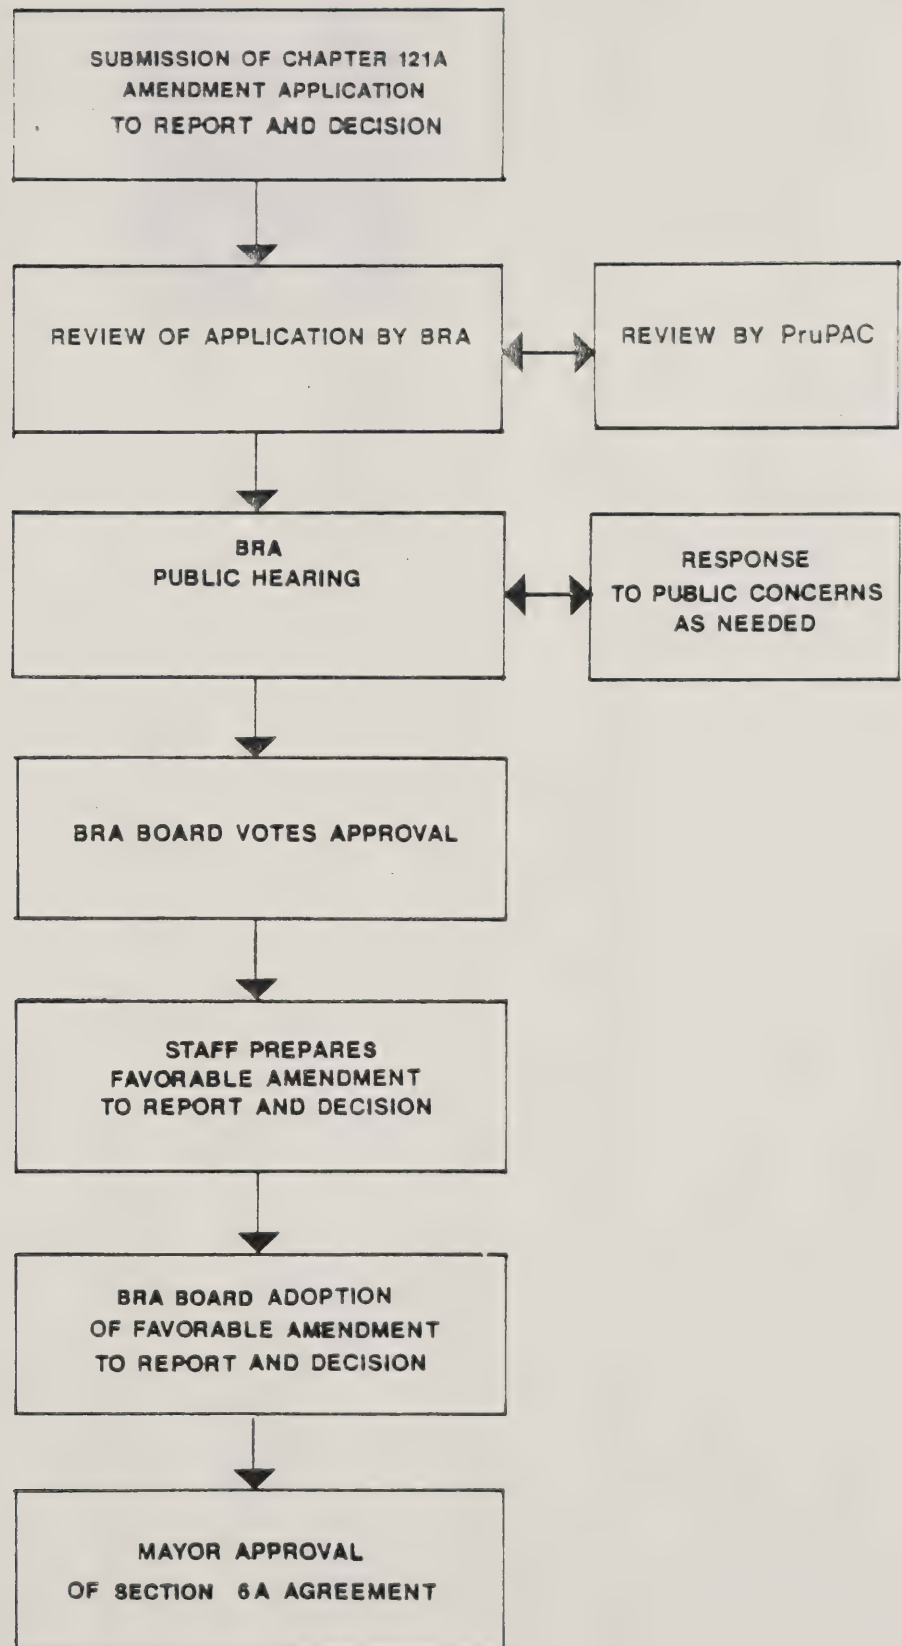 SUBMISSION OF CHAPTER 121A
AMENDMENT APPLICATION
TO REPORT AND DECISION
REVIEW OF APPLICATION BY BRA
REVIEW BY PruPAC
BRA
PUBLIC HEARING
RESPONSE
TO PUBLIC CONCERNS
AS NEEDED
BRA BOARD VOTES APPROVAL
STAFF PREPARES
FAVORABLE AMENDMENT
TO REPORT AND DECISION
BRA BOARD ADOPTION
OF FAVORABLE AMENDMENT
TO REPORT AND DECISION
MAYOR APPROVAL
OF SECTION 6A AGREEMENT